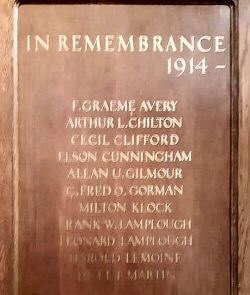 IN REMEMBRANCE
1914 –
F. GRAEME AVERY
ARTHUR L. CHILTON
CECIL CLIFFORD
ELSON CUNNINGHAM
ALLAN U. GILMOUR
G. FRED O. GORMAN
MILTON KLOCK
FRANK W. LAMPLOUGH
LEONARD LAMPLOUGH
HAROLD LEMOINE
MARTIN